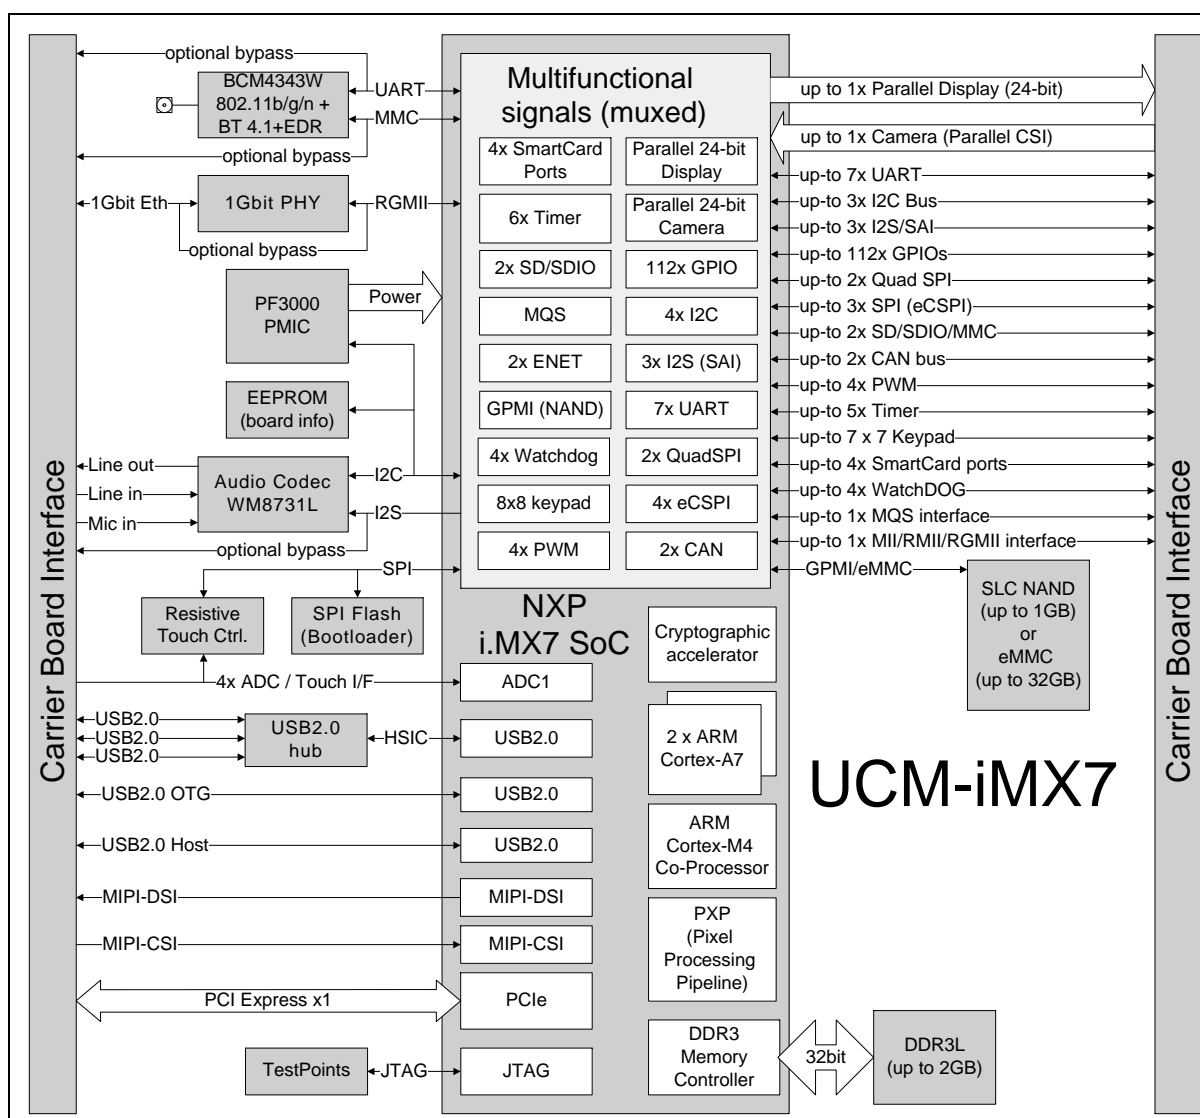 Carrier Board Interface
optional bypass
BCM4343W
802.11b/g/n +
BT 4.1+EDR
UART
MMC
optional bypass
1Gbit Eth
1Gbit PHY
RGMII
optional bypass
PF3000
PMIC
Power
EEPROM
(board info)
Line out
Line in
Mic in
Audio Codec
WM8731L
I2C
I2S
optional bypass
SPI
Resistive
Touch Ctrl.
SPI Flash
(Bootloader)
4x ADC / Touch I/F
USB2.0
USB2.0
USB2.0
USB2.0
hub
HSIC
USB2.0 OTG
USB2.0 Host
MIPI-DSI
MIPI-CSI
PCI Express x1
TestPoints
JTAG
Multifunctional
signals (muxed)
4x SmartCard
Ports
Parallel 24-bit
Display
6x Timer
Parallel 24-bit
Camera
2x SD/SDIO
112x GPIO
MQS
4x I2C
2x ENET
3x I2S (SAI)
GPMI (NAND)
7x UART
4x Watchdog
2x QuadSPI
8x8 keypad
4x eCSPI
4x PWM
2x CAN
NXP
i.MX7 SoC
ADC1
USB2.0
USB2.0
USB2.0
MIPI-DSI
MIPI-CSI
PCIe
JTAG
Cryptographic
accelerator
2 x ARM
Cortex-A7
ARM
Cortex-M4
Co-Processor
PXP
(Pixel
Processing
Pipeline)
DDR3
Memory
Controller
up to 1x Parallel Display (24-bit)
up to 1x Camera (Parallel CSI)
up-to 7x UART
up-to 3x I2C Bus
up-to 3x I2S/SAI
up-to 112x GPIOs
up-to 2x Quad SPI
up-to 3x SPI (eCSPI)
up-to 2x SD/SDIO/MMC
up-to 2x CAN bus
up-to 4x PWM
up-to 5x Timer
up-to 7 x 7 Keypad
up-to 4x SmartCard ports
up-to 4x WatchDOG
up-to 1x MQS interface
up-to 1x MII/RMII/RGMII interface
GPMI/eMMC
SLC NAND
(up to 1GB)
or
eMMC
(up to 32GB)
UCM-iMX7
32bit
DDR3L
(up to 2GB)
Carrier Board Interface